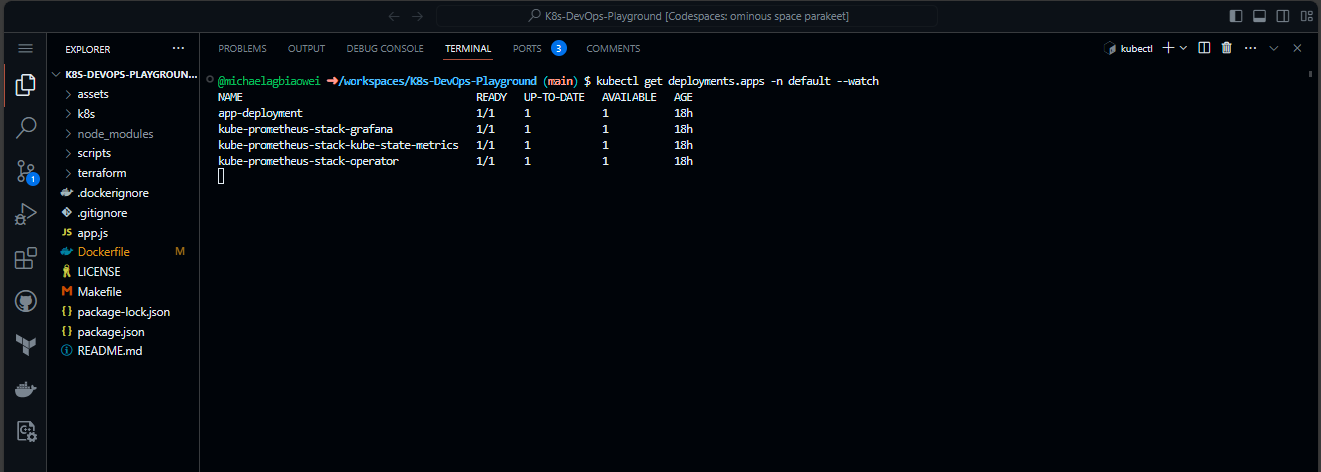 K8s-DevOps-Playground [Codespaces: ominous space parakeet]
EXPLORER
K8S-DEVOPS-PLAYGROUN...
assets
k8s
node_modules
scripts
terraform
.dockerignore
.gitignore
JS app.js
Dockerfile M
LICENSE
Makefile
{} package-lock.json
{} package.json
README.md
1
PROBLEMS OUTPUT DEBUG CONSOLE TERMINAL PORTS 3 COMMENTS
kubectl
@michaelagbiaowei ➜ /workspaces/K8s-DevOps-Playground (main) $ kubectl get deployments.apps -n default --watch
NAME READY UP-TO-DATE AVAILABLE AGE
app-deployment 1/1 1 1 18h
kube-prometheus-stack-grafana 1/1 1 1 18h
kube-prometheus-stack-kube-state-metrics 1/1 1 1 18h
kube-prometheus-stack-operator 1/1 1 1 18h